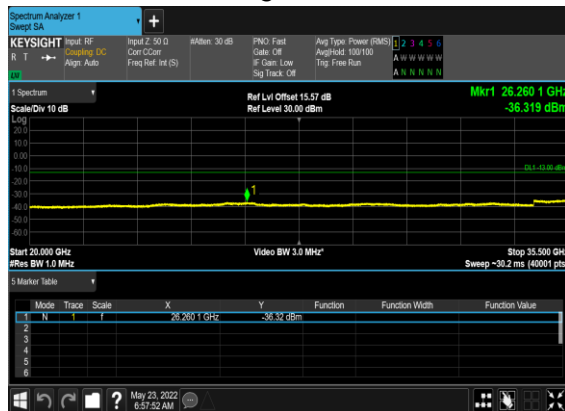 Spectrum Analyzer 1
Swept SA
KEYSIGHT Input: RF Input Z: 50 Ω #Atten: 30 dB PNO: Fast Avg Type: Power (RMS) 1 2 3 4 5 6
R T Coupling: DC Corr CCorr Gate: Off Avg|Hold: 100/100 A W W W W W
Align: Auto Freq Ref: Int (S) IF Gain: Low Trig: Free Run
LW Sig Track: Off A N N N N N
1 Spectrum Ref Lvl Offset 15.57 dB Mkr1 26.260 1 GHz
Scale/Div 10 dB Ref Level 30.00 dBm -36.319 dBm
Log
20.0
10.0
0.00
-10.0 DL1 -13.00 dBm
-20.0
-30.0 1
-40.0
-50.0
-60.0
Start 20.000 GHz Video BW 3.0 MHz* Stop 35.500 GHz
#Res BW 1.0 MHz Sweep ~30.2 ms (40001 pts
5 Marker Table
Mode Trace Scale X Y Function Function Width Function Value
1 N 1 f 26.260 1 GHz -36.32 dBm
2
3
4
5
6
? May 23, 2022
6:57:52 AM